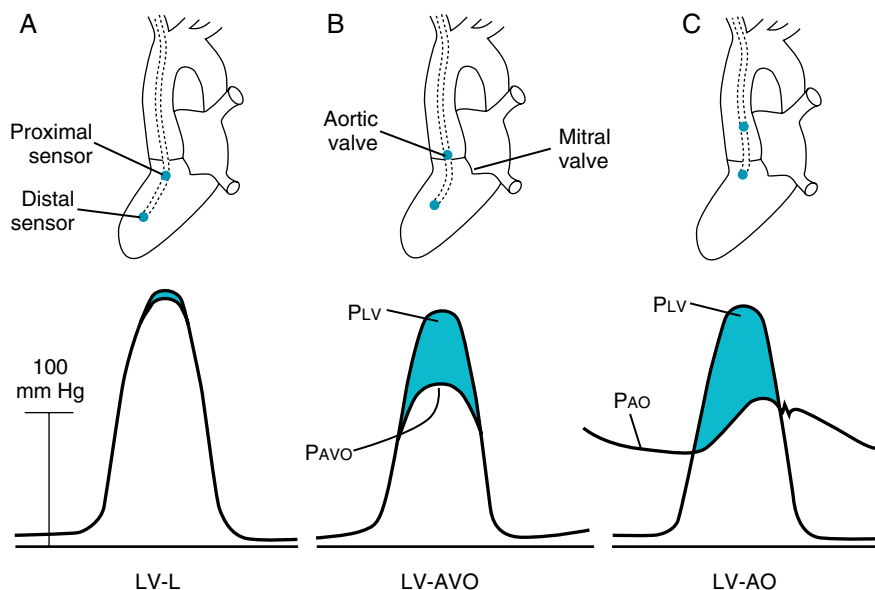 A
B
C
Proximal
sensor
Distal
sensor
Aortic
valve
Mitral
valve
100
mm Hg
PLV
PAVO
PLV
PAO
LV-L
LV-AVO
LV-AO